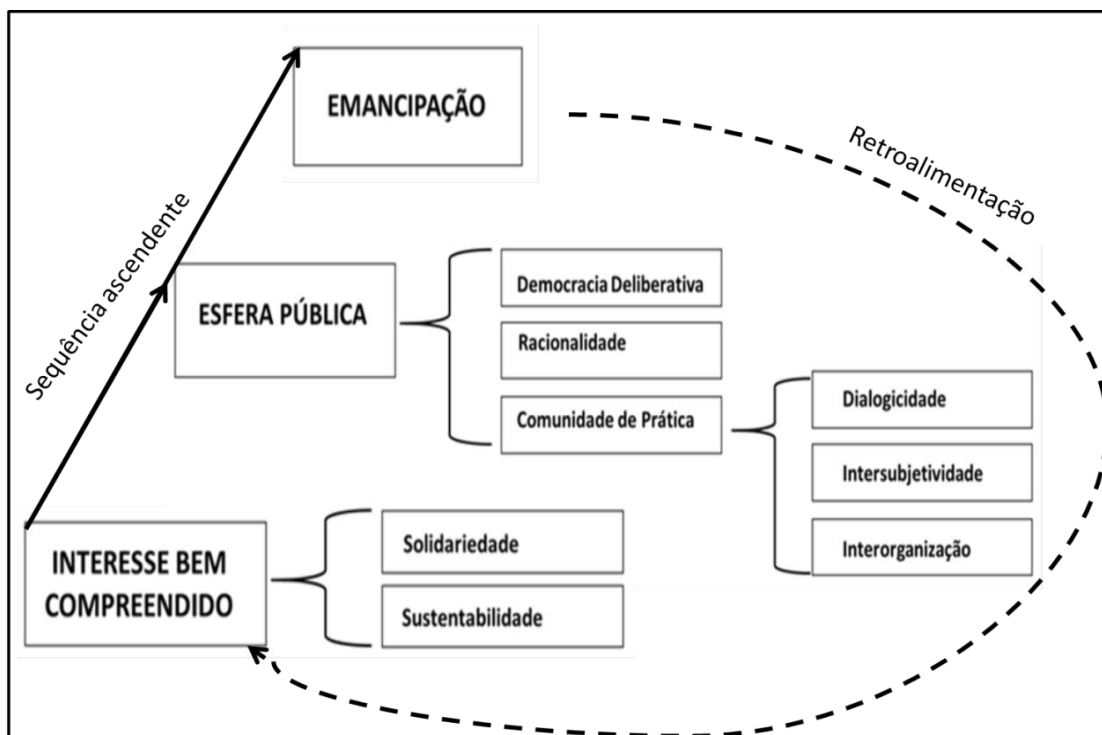 EMANCIPAÇÃO
Retroalimentação
Sequência ascendente
ESFERA PÚBLICA
Democracia Deliberativa
Racionalidade
Comunidade de Prática
Dialogicidade
Intersubjetividade
Interorganização
INTERESSE BEM
COMPREENDIDO
Solidariedade
Sustentabilidade